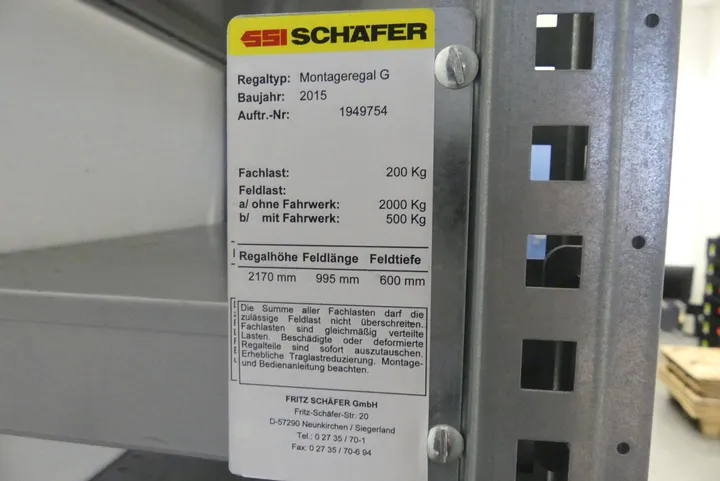 SSI SCHÄFER
Regaltyp: Montageregal G
Baujahr: 2015
Auftr.-Nr: 1949754
Fachlast: 200 Kg
Feldlast:
a/ ohne Fahrwerk: 2000 Kg
b/ mit Fahrwerk: 500 Kg
Regalhöhe Feldlänge Feldtiefe
2170 mm 995 mm 600 mm
Die Summe aller Fachlasten darf die
zulässige Feldlast nicht überschreiten.
Fachlasten sind gleichmäßig verteilte
Lasten. Beschädigte oder deformierte
Regalteile sind sofort auszutauschen.
Erhebliche Traglastreduzierung. Montage-
und Bedienanleitung beachten.
FRITZ SCHÄFER GmbH
Fritz-Schäfer-Str. 20
D-57290 Neunkirchen / Siegerland
Tel.: 0 27 35 / 70-1
Fax: 0 27 35 / 70-6 94